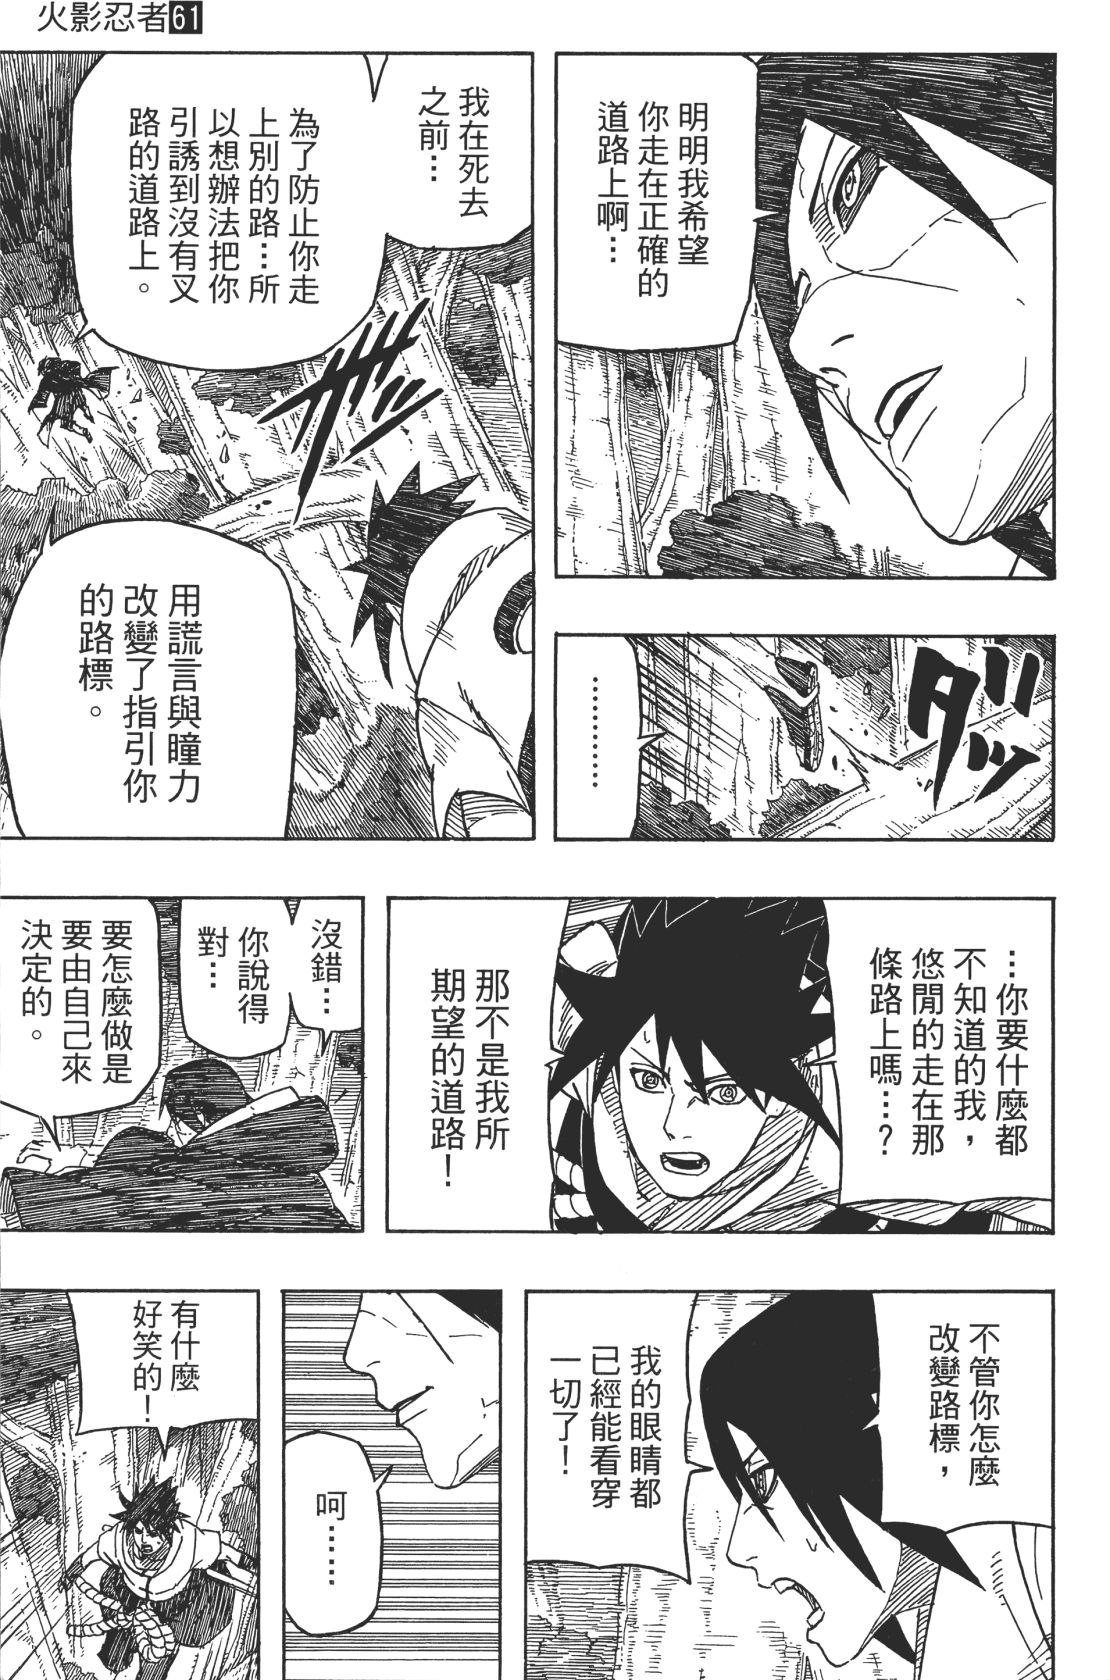 火影忍者61
明明我希望
你走在正確的
道路上啊…
我在死去
之前…
為了防止你走
上別的路…所
以想辦法把你
引誘到沒有叉
路的道路上。
ガガッ
用謊言與瞳力
改變了指引你
的路標。
ダッ
………
…你要什麼都
不知道的我，
悠閒的走在那
條路上嗎…?
那不是我所
期望的道路！
沒錯…
你說得
對…
要怎麼做是
要由自己來
決定的。
不管你怎麼
改變路標，
我的眼睛都
已經能看穿
一切了！
呵……
有什麼
好笑的！